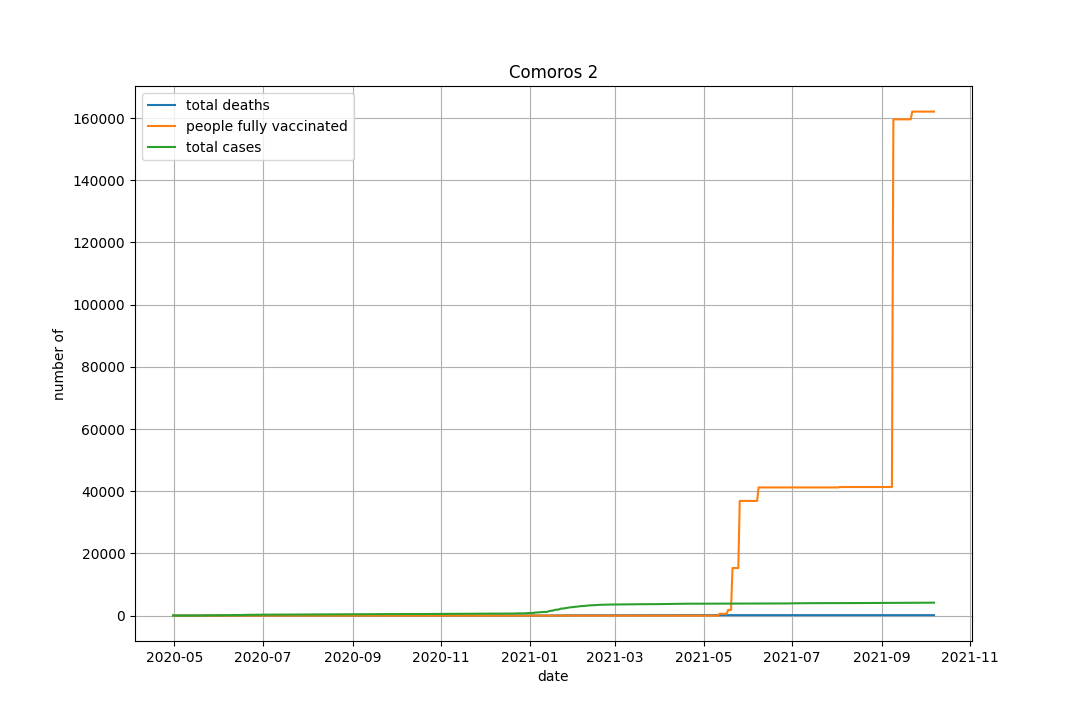 Comoros 2
total deaths
people fully vaccinated
total cases
160000
140000
120000
100000
80000
60000
40000
20000
0
number of
2020-05 2020-07 2020-09 2020-11 2021-01 2021-03 2021-05 2021-07 2021-09 2021-11
date